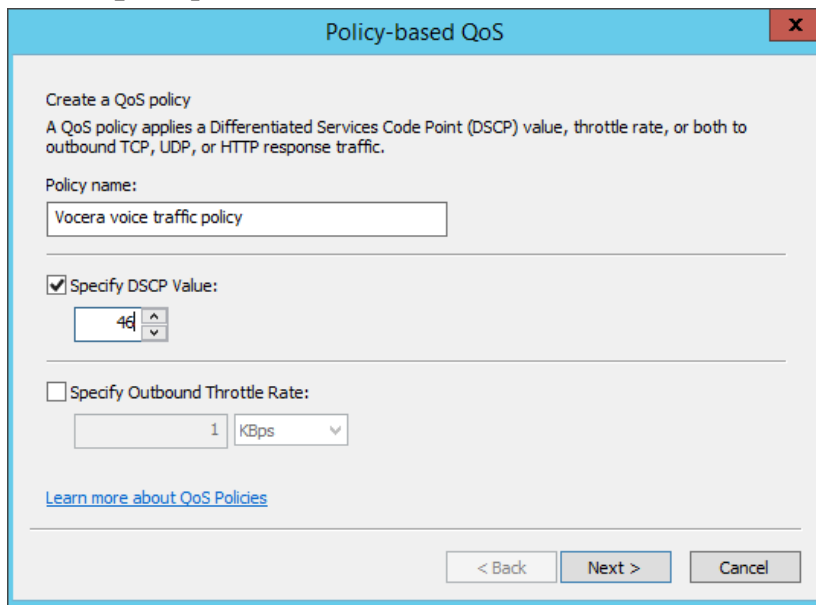 Policy-based QoS
x
Create a QoS policy
A QoS policy applies a Differentiated Services Code Point (DSCP) value, throttle rate, or both to
outbound TCP, UDP, or HTTP response traffic.
Policy name:
Vocera voice traffic policy
Specify DSCP Value:
46
Specify Outbound Throttle Rate:
1 KBps
Learn more about QoS Policies
< Back Next > Cancel